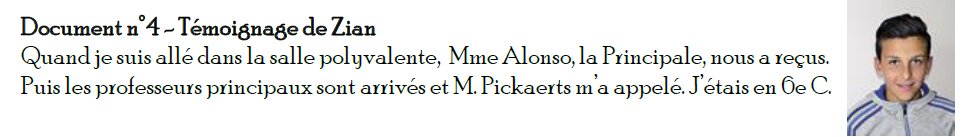 Document n°4 ~ Témoignage de Zian
Quand je suis allé dans la salle polyvalente, Mme Alonso, la Principale, nous a reçus.
Puis les professeurs principaux sont arrivés et M. Pickaerts m'a appelé. J'étais en 6e C.